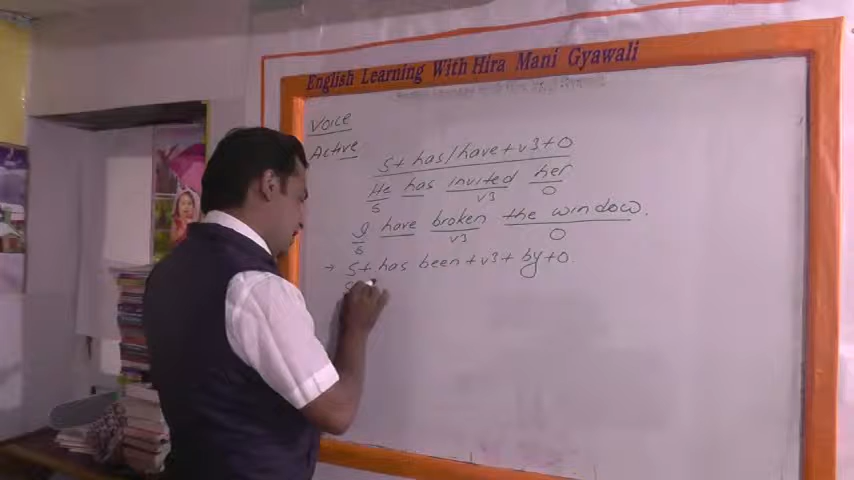 English Learning With Hira Mani Gyawali
Voice
Active
S+ has/have + v3+O
He has invited her
S v3 O
I have broken the window.
S v3 O
→ S+ has been + v3 + by +O
S